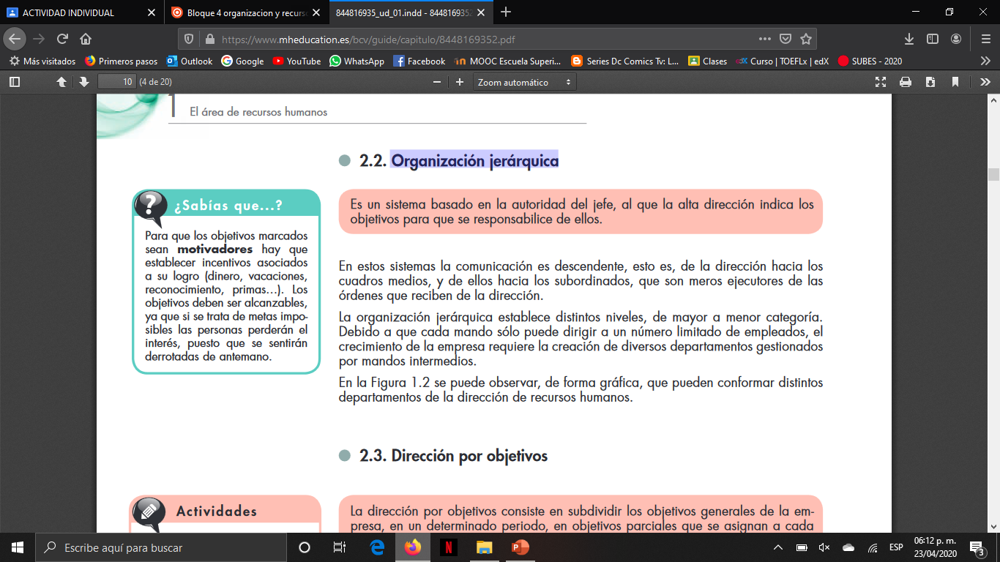 ACTIVIDAD INDIVIDUAL
Bloque 4 organizacion y recurso
844816935_ud_01.indd - 844816935
https://www.mheducation.es/bcv/guide/capitulo/8448169352.pdf
Más visitados
Primeros pasos
Outlook
Google
YouTube
WhatsApp
Facebook
MOOC Escuela Superi...
Series Dc Comics Tv: L...
Clases
Curso | TOEFLx | edX
SUBES - 2020
10
(4 de 20)
Zoom automático
1
El área de recursos humanos
2.2. Organización jerárquica
Es un sistema basado en la autoridad del jefe, al que la alta dirección indica los
objetivos para que se responsabilice de ellos.
¿Sabías que...?
Para que los objetivos marcados
sean motivadores hay que
establecer incentivos asociados
a su logro (dinero, vacaciones,
reconocimiento, primas...). Los
objetivos deben ser alcanzables,
ya que si se trata de metas impo-
sibles las personas perderán el
interés, puesto que se sentirán
derrotadas de antemano.
En estos sistemas la comunicación es descendente, esto es, de la dirección hacia los
cuadros medios, y de ellos hacia los subordinados, que son meros ejecutores de las
órdenes que reciben de la dirección.
La organización jerárquica establece distintos niveles, de mayor a menor categoría.
Debido a que cada mando sólo puede dirigir a un número limitado de empleados, el
crecimiento de la empresa requiere la creación de diversos departamentos gestionados
por mandos intermedios.
En la Figura 1.2 se puede observar, de forma gráfica, que pueden conformar distintos
departamentos de la dirección de recursos humanos.
2.3. Dirección por objetivos
Actividades
La dirección por objetivos consiste en subdividir los objetivos generales de la em-
presa, en un determinado periodo, en objetivos parciales que se asignan a cada
Escribe aquí para buscar
ESP
06:12 p. m.
23/04/2020
3